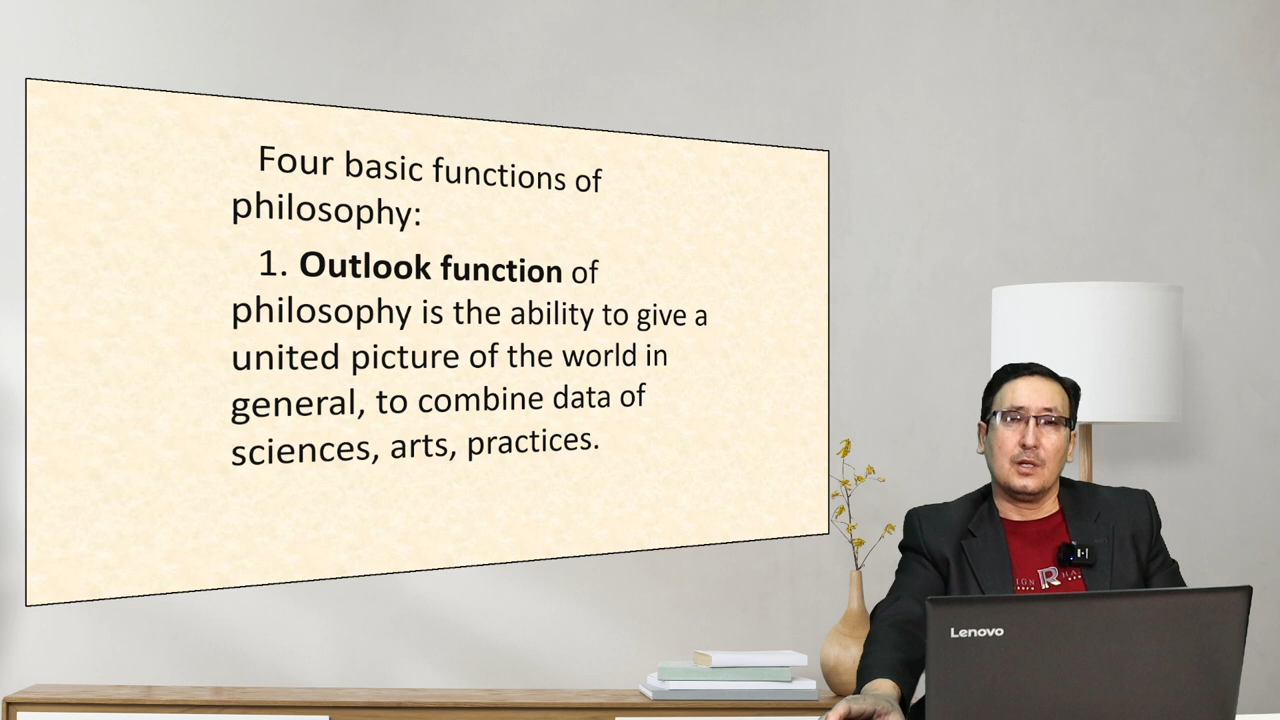 Four basic functions of
philosophy:
1. Outlook function of
philosophy is the ability to give a
united picture of the world in
general, to combine data of
sciences, arts, practices.
R
Lenovo